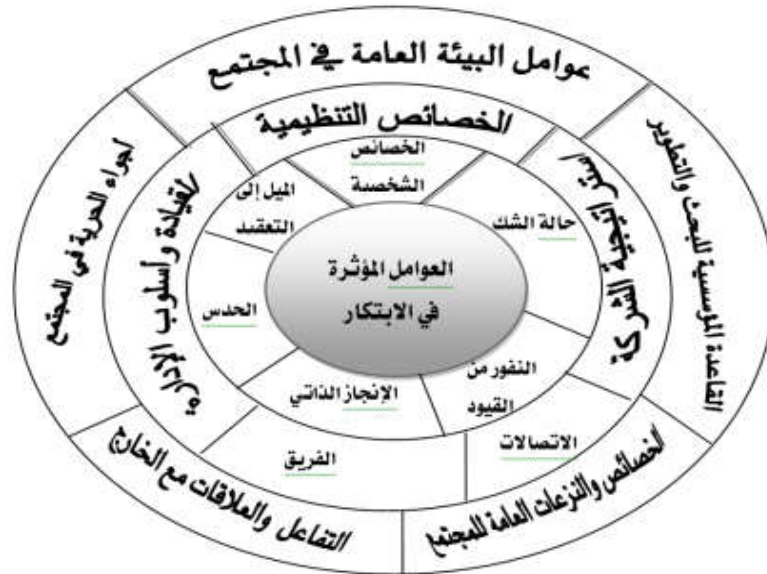 عوامل البيئة العامة في المجتمع
الخصائص التنظيمية
الخصائص
الشخصية
القاعدة المؤسسية للبحث والتطوير
أجواء الحرية في المجتمع
القيادة وأسلوب الإدارة
الشركة
الميل إلى
التعقيد
حالة الشك
العوامل المؤثرة
في الابتكار
الحدس
النفور من
القيود
الإنجاز الذاتي
الاتصالات
الفريق
الخصائص والنزعات العامة للمجتمع
التفاعل والعلاقات مع الخارج